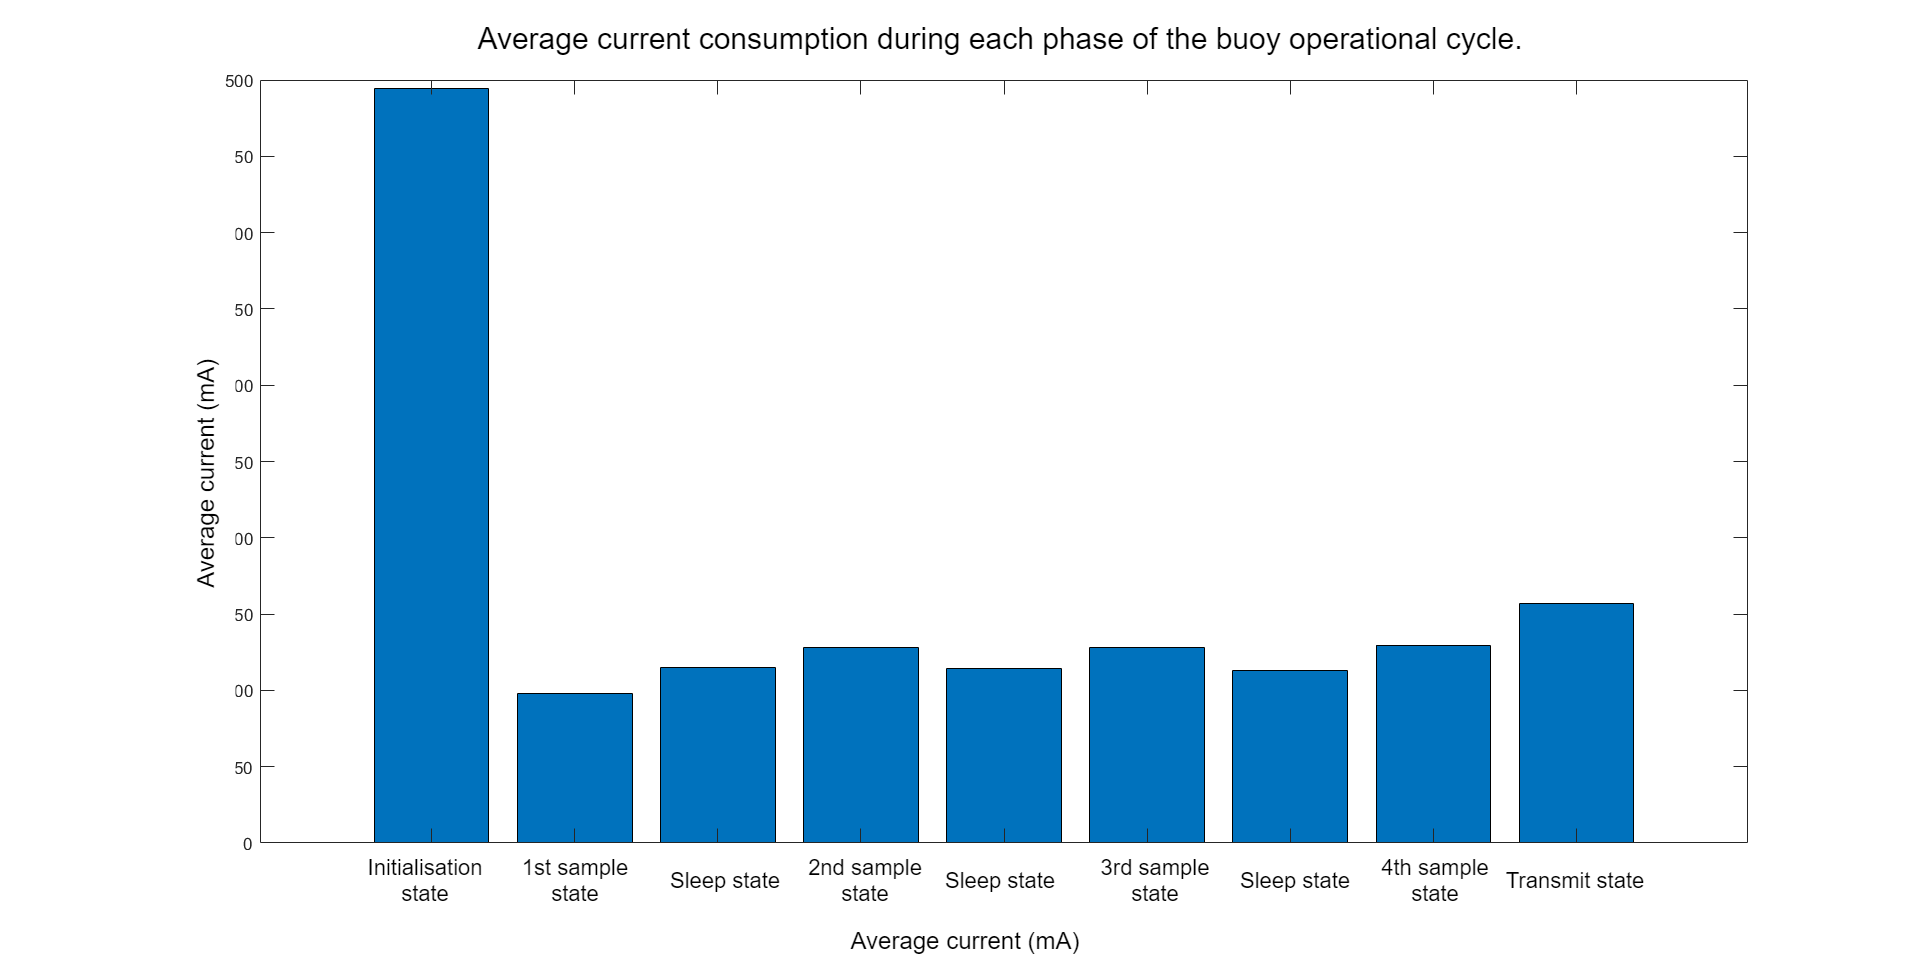 Average current consumption during each phase of the buoy operational cycle.
500
50
00
50
00
50
00
50
00
50
0
Average current (mA)
Initialisation
state
1st sample
state
Sleep state
2nd sample
state
Sleep state
3rd sample
state
Sleep state
4th sample
state
Transmit state
Average current (mA)